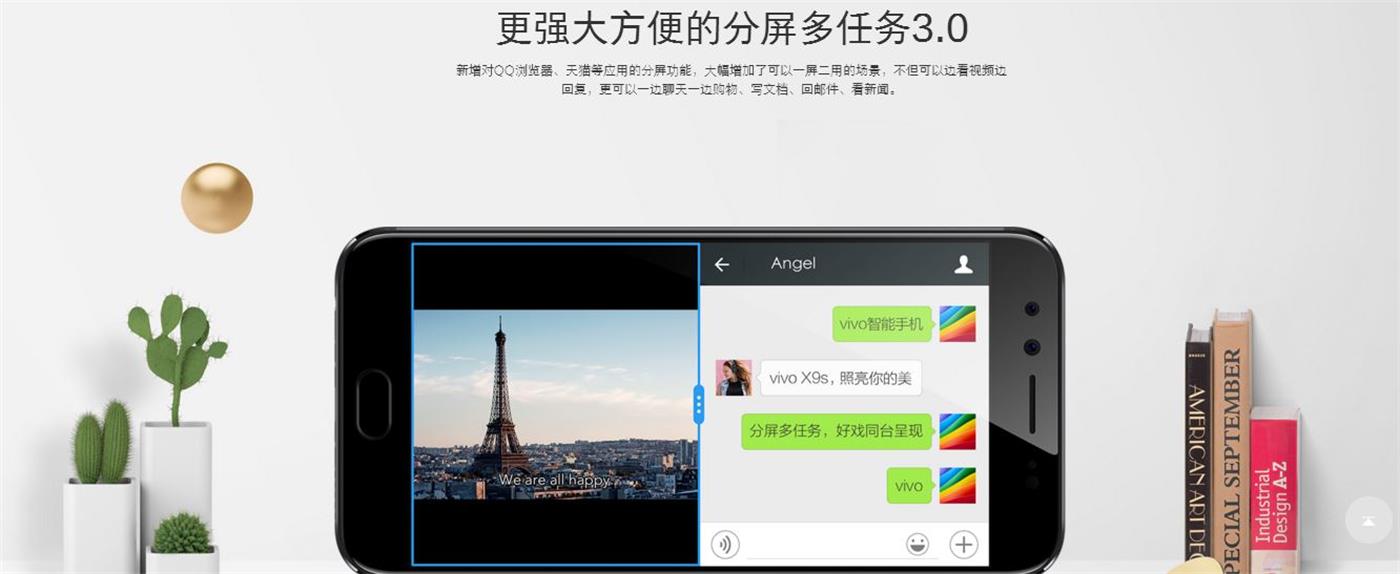 更强大方便的分屏多任务3.0
新增对QQ浏览器、天猫等应用的分屏功能，大幅增加了可以一屏二用的场景，不但可以边看视频边
回复，更可以一边聊天一边购物、写文档、回邮件、看新闻。
Angel
vivo智能手机
vivo X9s，照亮你的美
分屏多任务，好戏同台呈现
vivo
We are all happy
AMERICAN ART DEC
SPECIAL SEPTEMBER
Industrial
Design A-Z